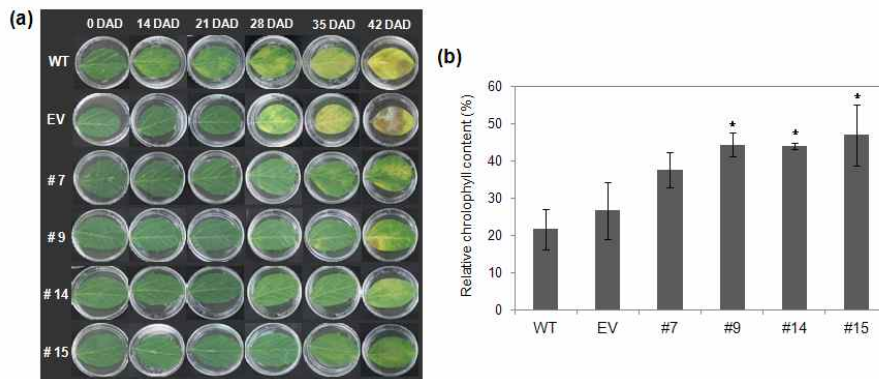 (a)
0 DAD 14 DAD 21 DAD 28 DAD 35 DAD 42 DAD
WT
EV
# 7
# 9
# 14
# 15
(b)
Relative chrolophyll content (%)
60
50
40
30
20
10
0
* * *
WT EV #7 #9 #14 #15